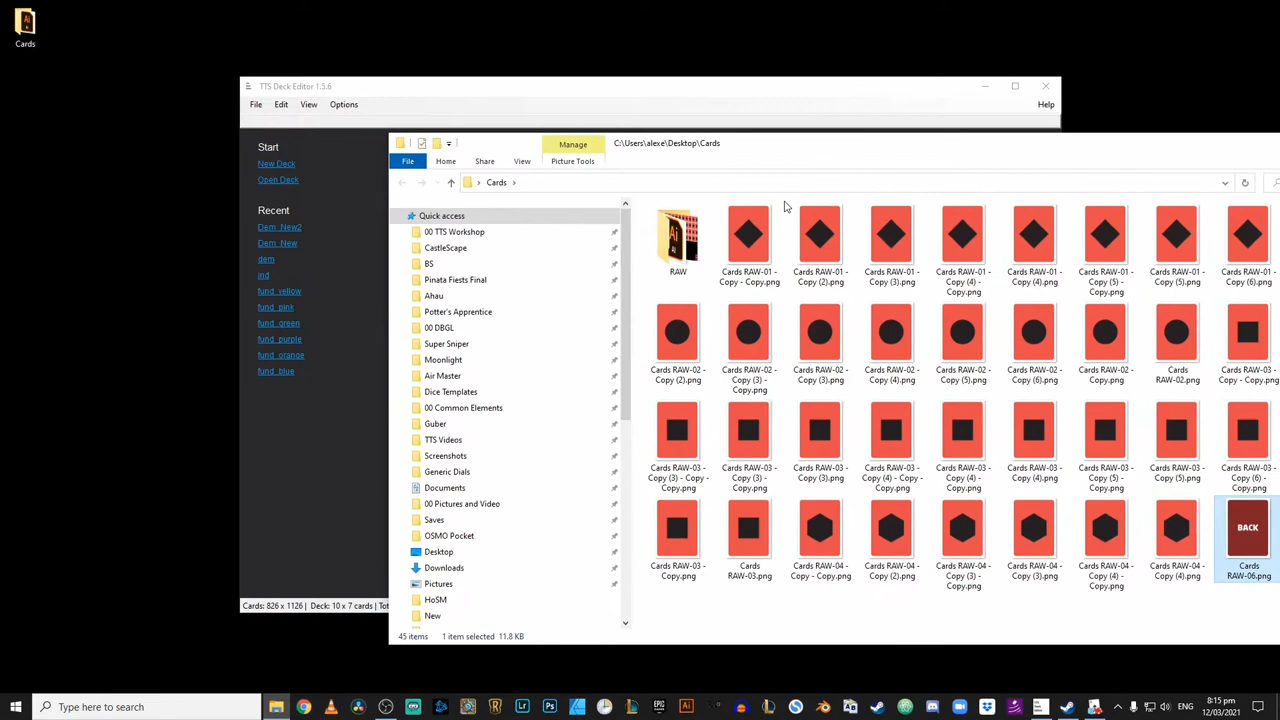 Cards
TTS Deck Editor 1.5.6
File Edit View Options Help
Start
New Deck
Open Deck
Recent
Dem_New2
Dem_New
dem
ind
fund_yellow
fund_pink
fund_green
fund_purple
fund_orange
fund_blue
Cards: 826 x 1126 | Deck: 10 x 7 cards | Tot
Manage
C:\Users\alexe\Desktop\Cards
File Home Share View Picture Tools
Cards
Quick access
00 TTS Workshop
CastleScape
BS
Pinata Fiests Final
Ahau
Potter's Apprentice
00 DBGL
Super Sniper
Moonlight
Air Master
Dice Templates
00 Common Elements
Guber
TTS Videos
Screenshots
Generic Dials
Documents
00 Pictures and Video
Saves
OSMO Pocket
Desktop
Downloads
Pictures
HoSM
New
RAW
Cards RAW-01 - Copy - Copy.png
Cards RAW-01 - Copy (2).png
Cards RAW-01 - Copy (3).png
Cards RAW-01 - Copy (4) - Copy.png
Cards RAW-01 - Copy (4).png
Cards RAW-01 - Copy (5) - Copy.png
Cards RAW-01 - Copy (5).png
Cards RAW-01 - Copy (6).png
Cards RAW-02 - Copy (2).png
Cards RAW-02 - Copy (3) - Copy.png
Cards RAW-02 - Copy (3).png
Cards RAW-02 - Copy (4).png
Cards RAW-02 - Copy (5).png
Cards RAW-02 - Copy (6).png
Cards RAW-02 - Copy.png
Cards RAW-02.png
Cards RAW-03 - Copy - Copy.png
Cards RAW-03 - Copy (3) - Copy - Copy.png
Cards RAW-03 - Copy (3) - Copy.png
Cards RAW-03 - Copy (3).png
Cards RAW-03 - Copy (4) - Copy - Copy.png
Cards RAW-03 - Copy (4) - Copy.png
Cards RAW-03 - Copy (4).png
Cards RAW-03 - Copy (5) - Copy.png
Cards RAW-03 - Copy (5).png
Cards RAW-03 - Copy (6) - Copy.png
BACK
Cards RAW-03 - Copy.png
Cards RAW-03.png
Cards RAW-04 - Copy - Copy.png
Cards RAW-04 - Copy (2).png
Cards RAW-04 - Copy (3) - Copy.png
Cards RAW-04 - Copy (3).png
Cards RAW-04 - Copy (4) - Copy.png
Cards RAW-04 - Copy (4).png
Cards RAW-06.png
45 items 1 item selected 11.8 KB
Type here to search
8:15 pm
12/03/2021